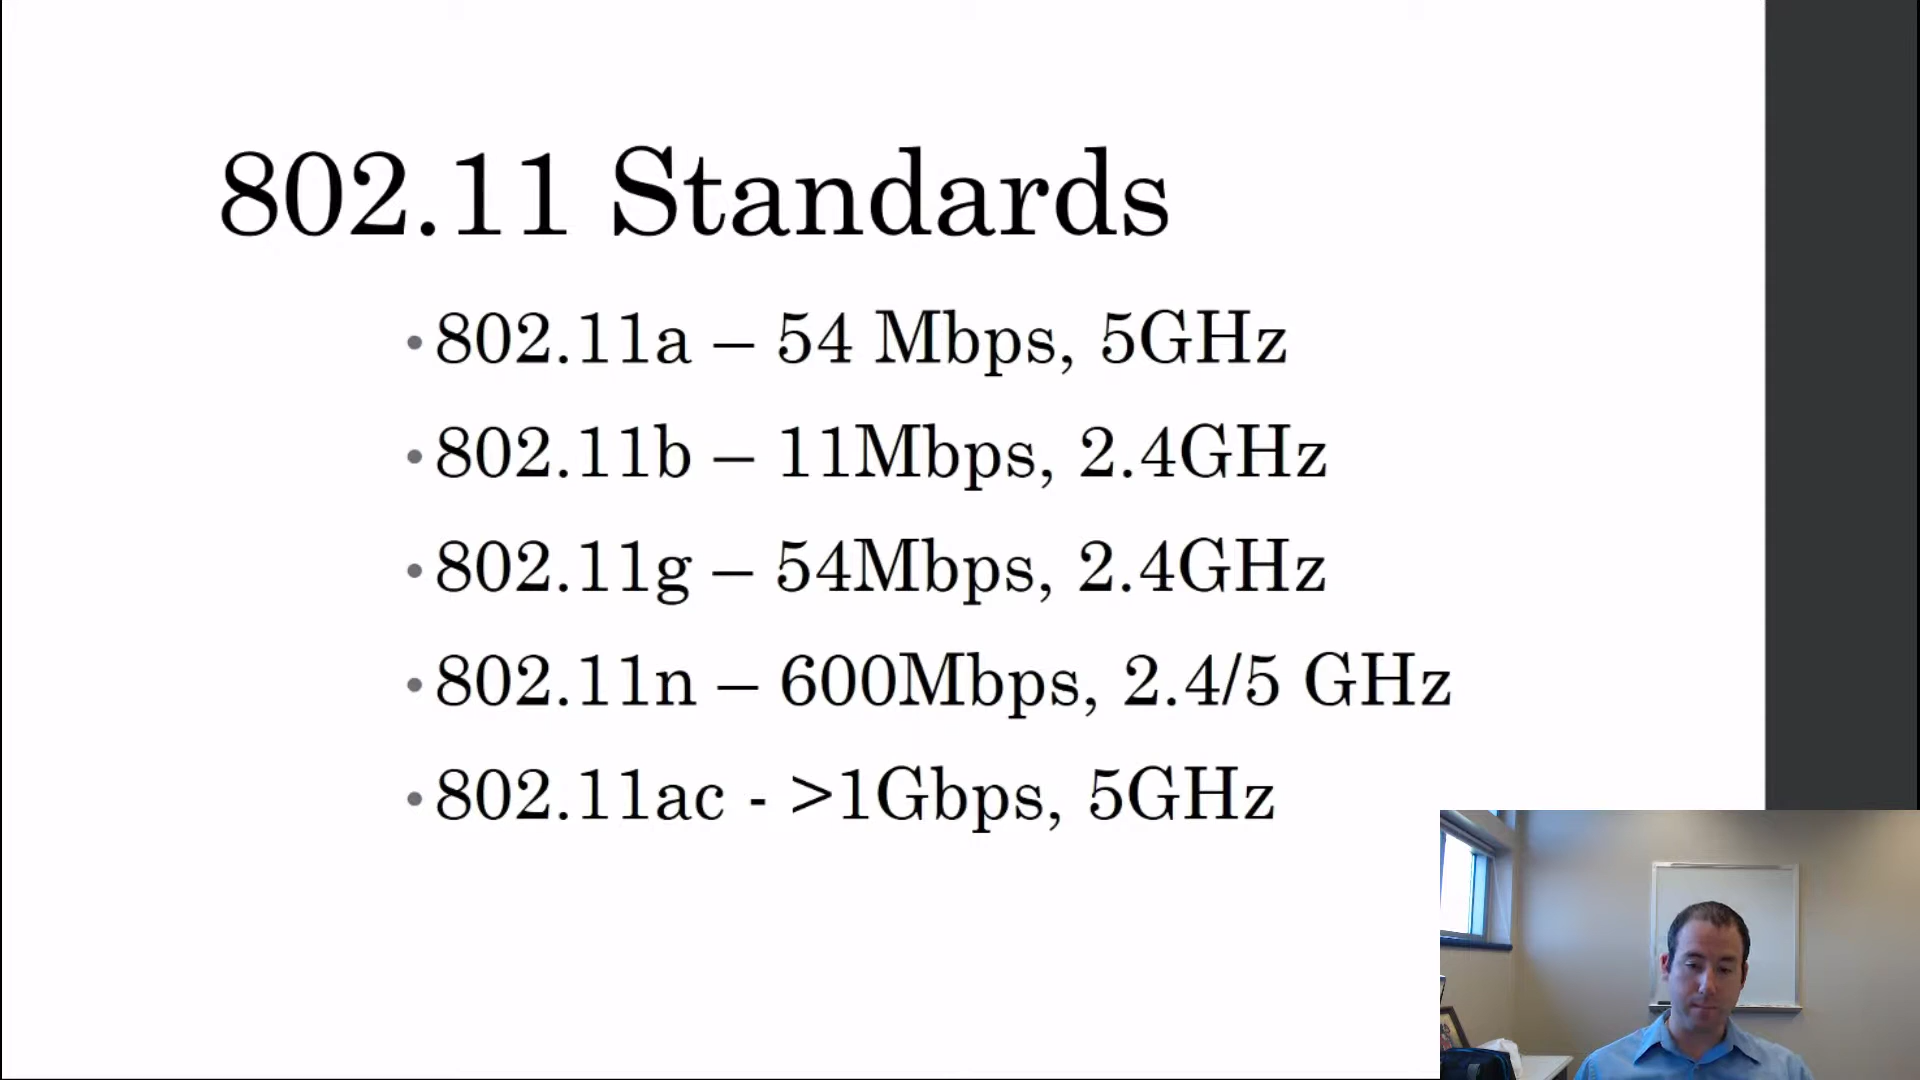 802.11 Standards
• 802.11a – 54 Mbps, 5GHz
• 802.11b – 11Mbps, 2.4GHz
• 802.11g – 54Mbps, 2.4GHz
• 802.11n – 600Mbps, 2.4/5 GHz
• 802.11ac - >1Gbps, 5GHz